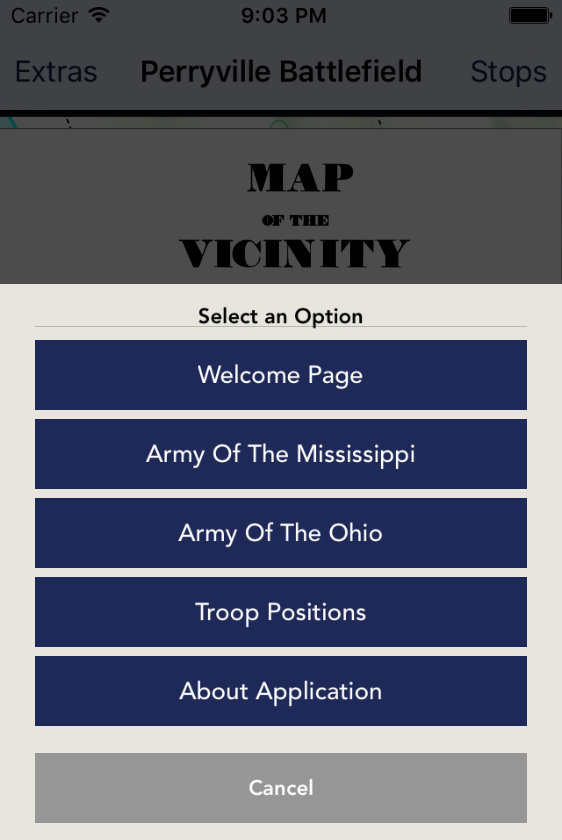 Carrier 9:03 PM
Extras Perryville Battlefield Stops
MAP
OF THE
VICINITY
Select an Option
Welcome Page
Army Of The Mississippi
Army Of The Ohio
Troop Positions
About Application
Cancel